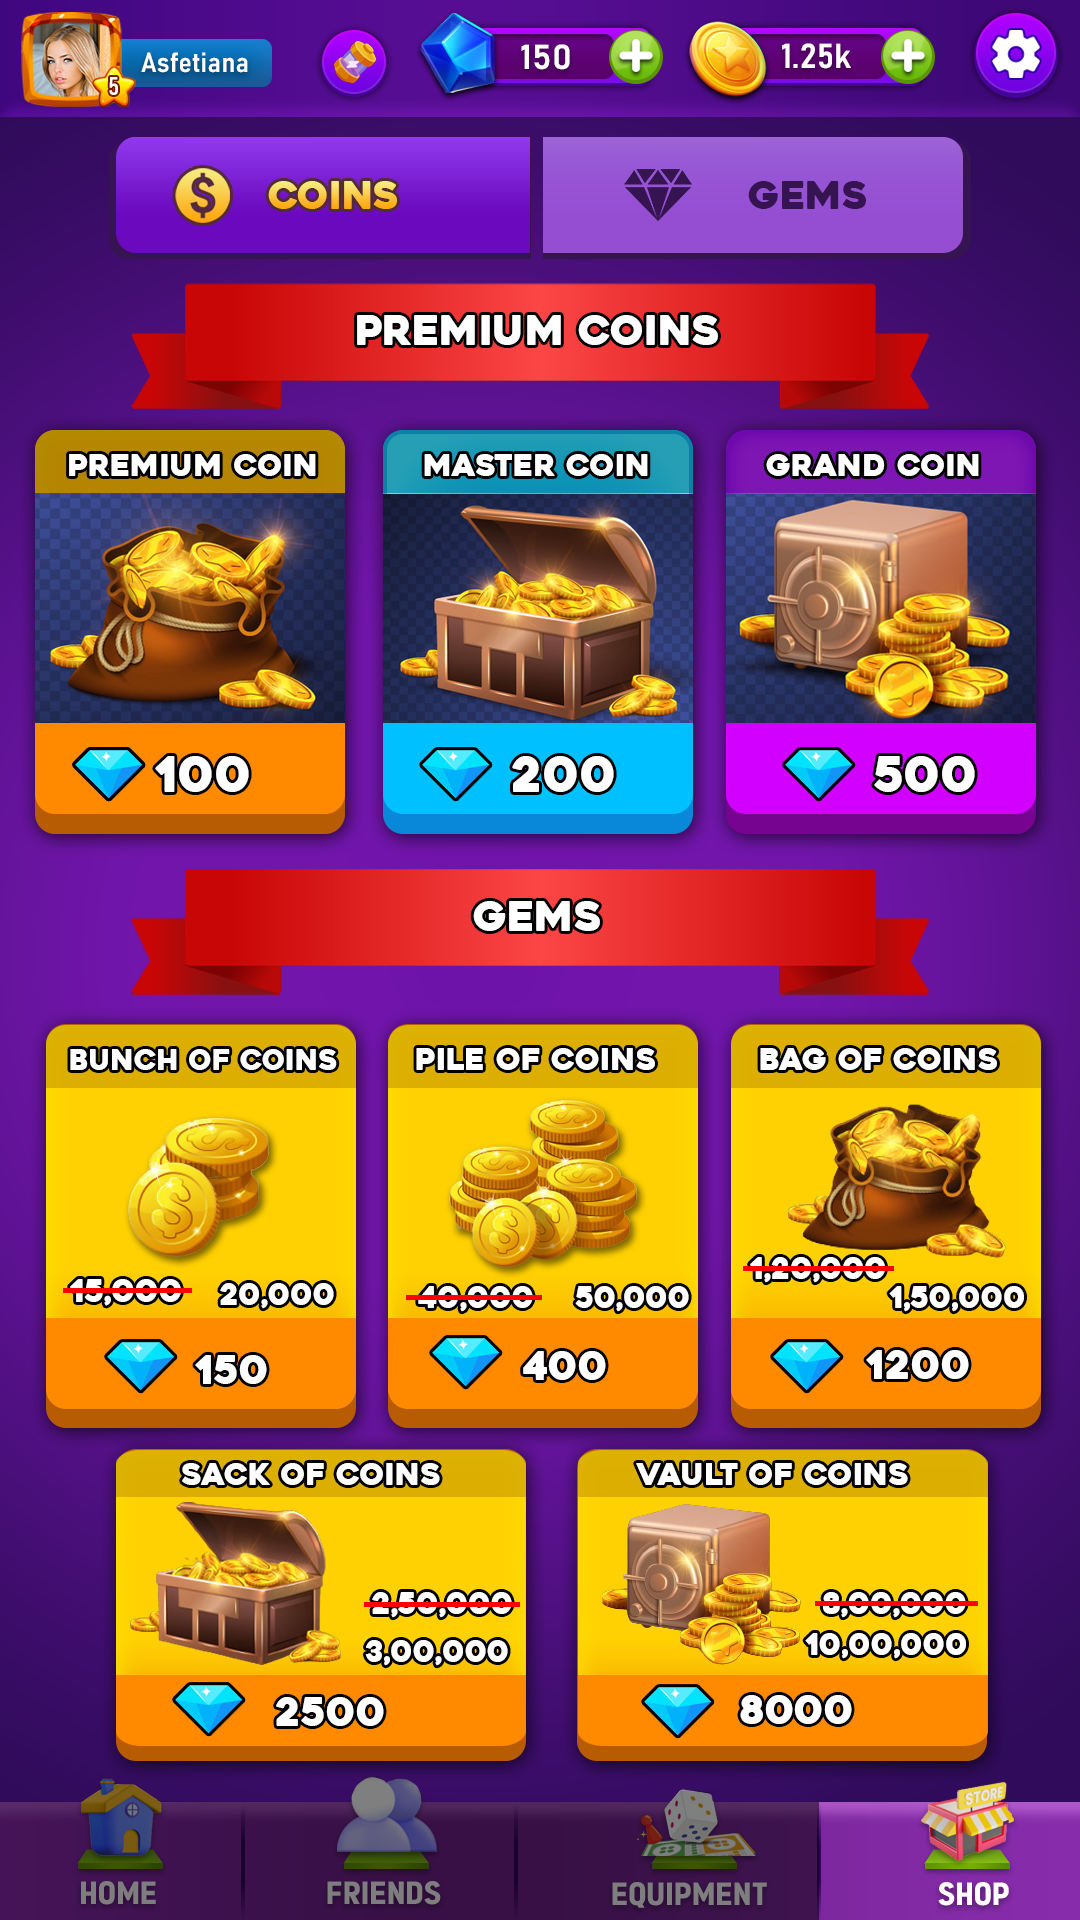 5
Asfetiana
150
1.25k
COINS
GEMS
PREMIUM COINS
PREMIUM COIN
MASTER COIN
GRAND COIN
100
200
500
GEMS
BUNCH OF COINS
PILE OF COINS
BAG OF COINS
15,000 20,000
40,000 50,000
1,20,000
1,50,000
150
400
1200
SACK OF COINS
VAULT OF COINS
2,50,000
3,00,000
8,00,000
10,00,000
2500
8000
STORE
HOME
FRIENDS
EQUIPMENT
SHOP